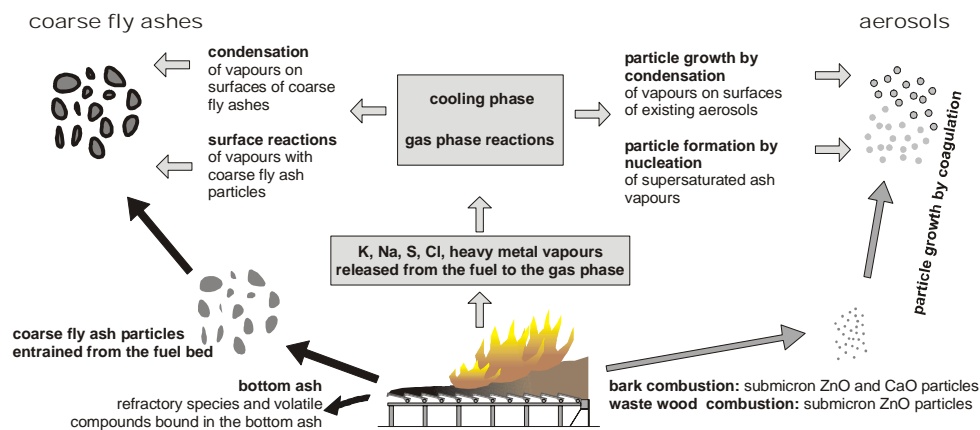 coarse fly ashes
aerosols
condensation
of vapours on
surfaces of coarse
fly ashes
surface reactions
of vapours with
coarse fly ash
particles
cooling phase
gas phase reactions
particle growth by
condensation
of vapours on surfaces
of existing aerosols
particle formation by
nucleation
of supersaturated ash
vapours
particle growth by coagulation
K, Na, S, Cl, heavy metal vapours
released from the fuel to the gas phase
coarse fly ash particles
entrained from the fuel bed
bottom ash
refractory species and volatile
compounds bound in the bottom ash
bark combustion: submicron ZnO and CaO particles
waste wood combustion: submicron ZnO particles